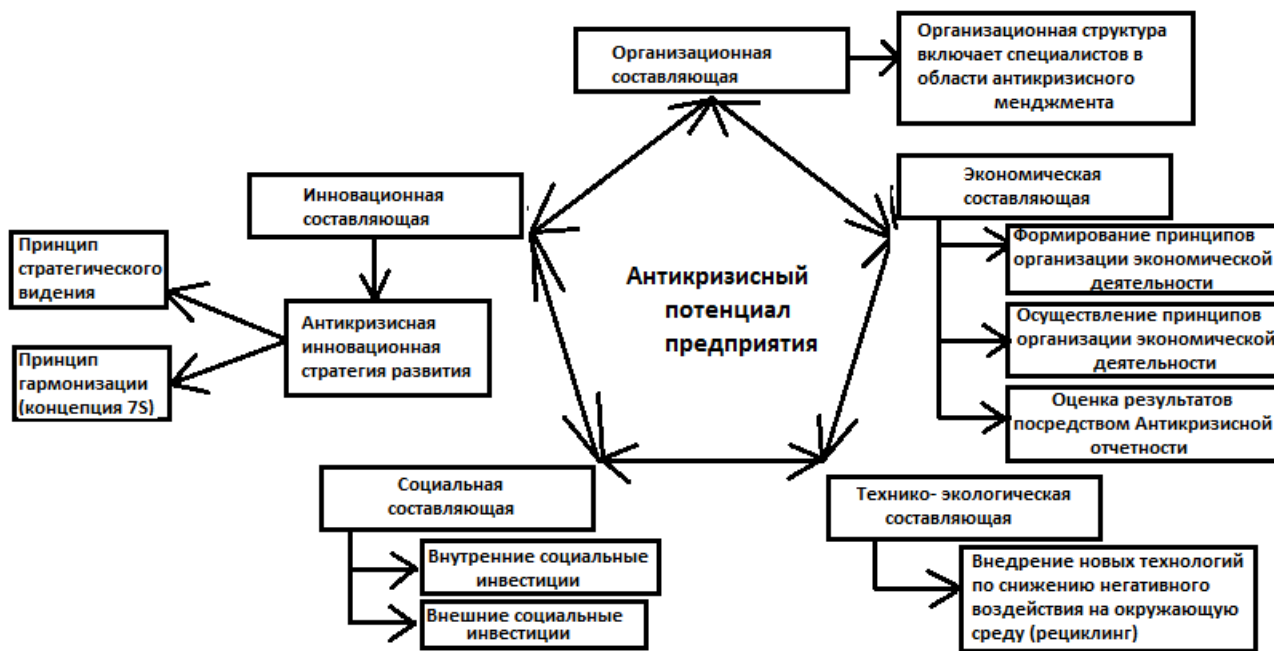 Организационная
составляющая
Организационная структура
включает специалистов в
области антикризисного
менджмента
Инновационная
составляющая
Экономическая
составляющая
Принцип
стратегического
видения
Формирование принципов
организации экономической
деятельности
Антикризисный
потенциал
предприятия
Антикризисная
инновационная
стратегия развития
Осуществление принципов
организации экономической
деятельности
Принцип
гармонизации
(концепция 7S)
Оценка результатов
посредством Антикризисной
отчетности
Социальная
составляющая
Технико- экологическая
составляющая
Внутренние социальные
инвестиции
Внешние социальные
инвестиции
Внедрение новых технологий
по снижению негативного
воздействия на окружающую
среду (рециклинг)